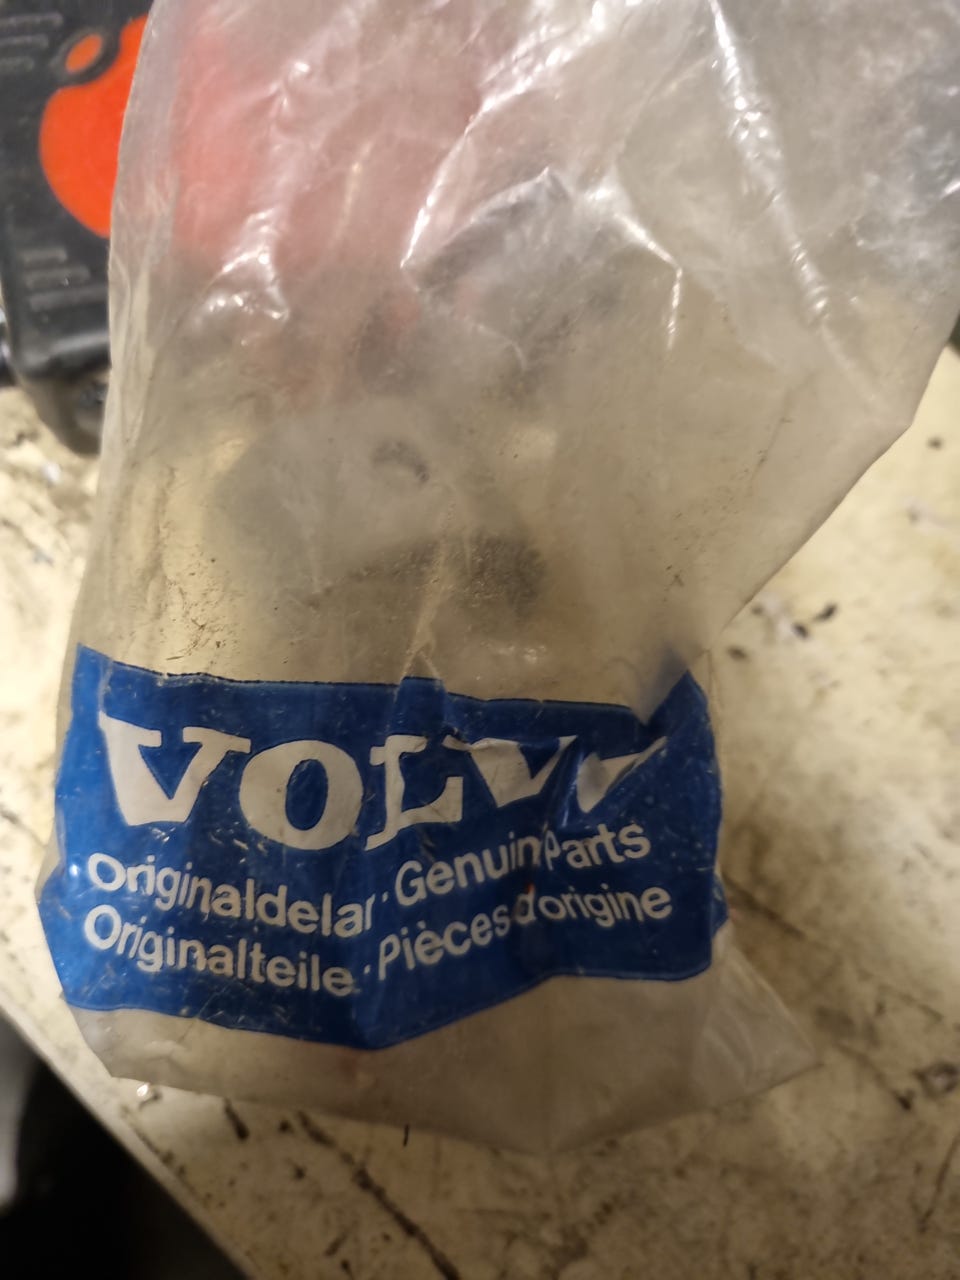 VOLVO
Originaldelar · Genuine Parts
Originalteile · Pièces d'origine